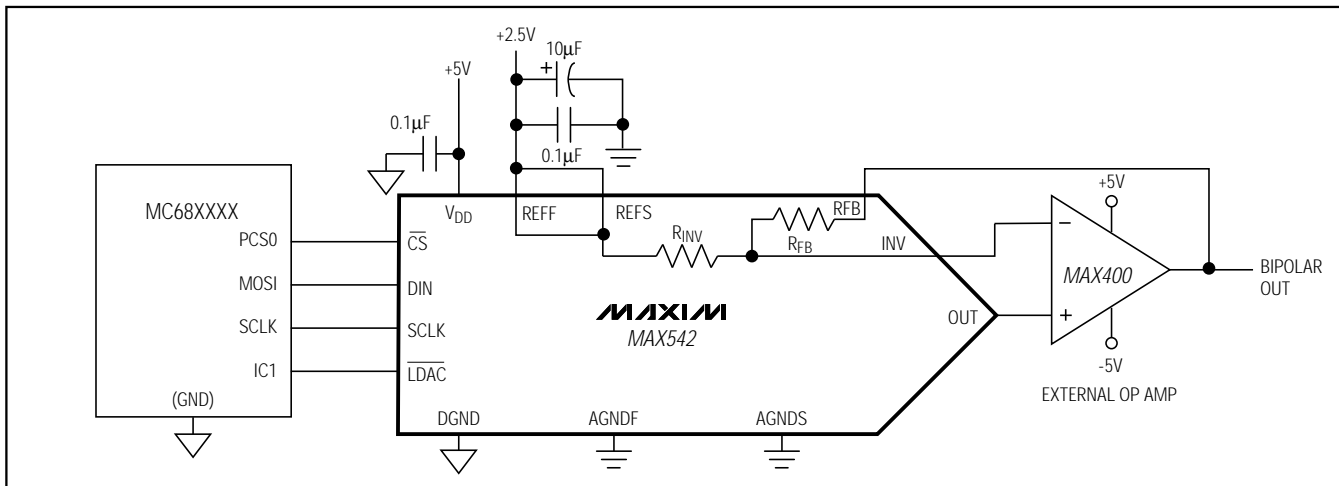 +2.5V
10µF
+
+5V
0.1µF
0.1µF
MC68XXXX
PCS0
MOSI
SCLK
IC1
(GND)
VDD
REFF
REFS
RINV
RFB
RFB
INV
CS
DIN
SCLK
LDAC
MAXIM
MAX542
OUT
DGND
AGNDF
AGNDS
+5V
−
MAX400
+
-5V
EXTERNAL OP AMP
BIPOLAR
OUT